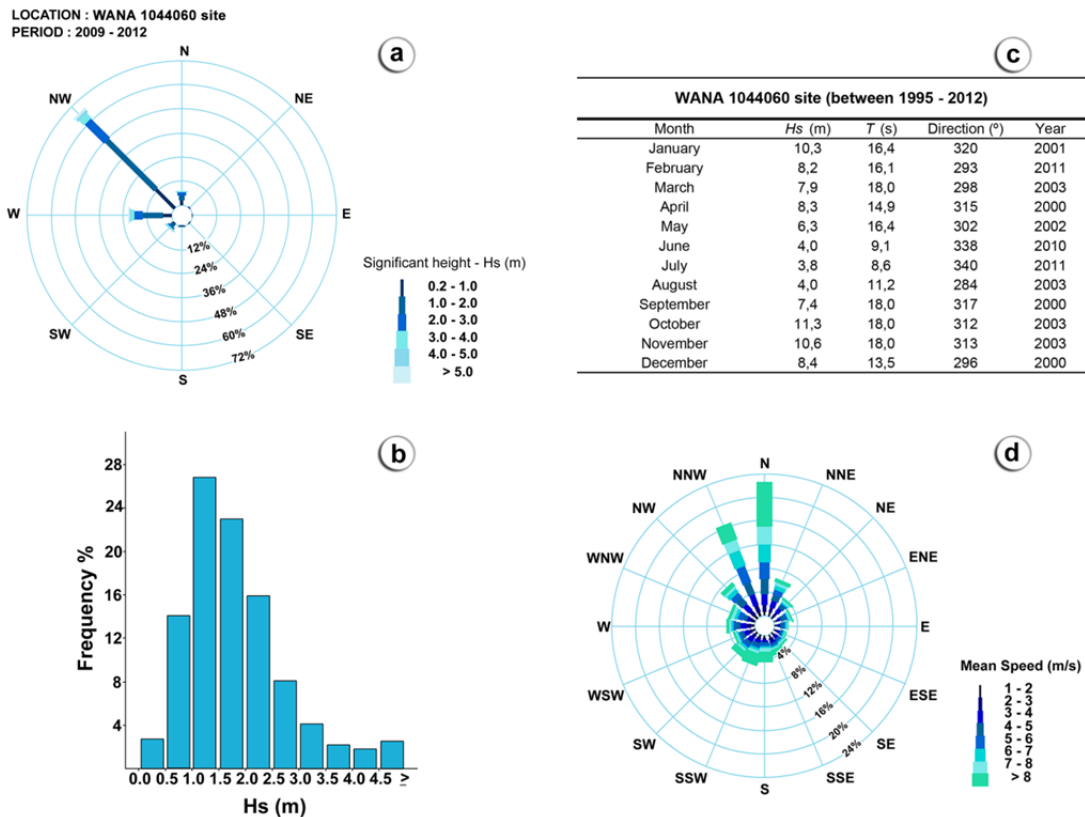 LOCATION : WANA 1044060 site
PERIOD : 2009 - 2012
a
N
NE
E
SE
S
SW
W
NW
12%
24%
36%
48%
60%
72%
Significant height - Hs (m)
0.2 - 1.0
1.0 - 2.0
2.0 - 3.0
3.0 - 4.0
4.0 - 5.0
> 5.0
c
WANA 1044060 site (between 1995 - 2012)
Month Hs (m) T (s) Direction (º) Year
January 10,3 16,4 320 2001
February 8,2 16,1 293 2011
March 7,9 18,0 298 2003
April 8,3 14,9 315 2000
May 6,3 16,4 302 2002
June 4,0 9,1 338 2010
July 3,8 8,6 340 2011
August 4,0 11,2 284 2003
September 7,4 18,0 317 2000
October 11,3 18,0 312 2003
November 10,6 18,0 313 2003
December 8,4 13,5 296 2000
b
Frequency %
28
24
20
16
12
8
4
0.0 0.5 1.0 1.5 2.0 2.5 3.0 3.5 4.0 4.5 ≥
Hs (m)
d
N
NNE
NE
ENE
E
ESE
SE
SSE
S
SSW
SW
WSW
W
WNW
NW
NNW
4%
8%
12%
16%
20%
24%
Mean Speed (m/s)
1 - 2
2 - 3
3 - 4
4 - 5
5 - 6
6 - 7
7 - 8
> 8